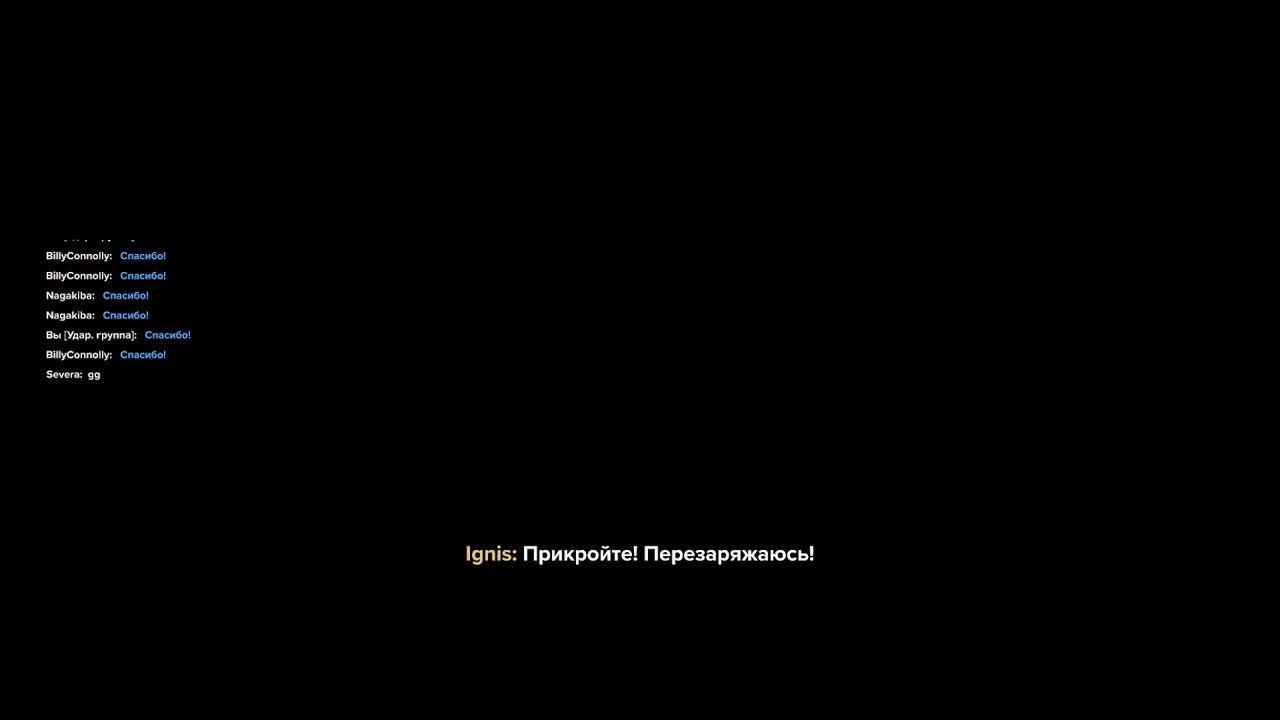 BillyConnolly: Спасибо!
BillyConnolly: Спасибо!
Nagakiba: Спасибо!
Nagakiba: Спасибо!
Вы [Удар. группа]: Спасибо!
BillyConnolly: Спасибо!
Severa: gg
Ignis: Прикройте! Перезаряжаюсь!